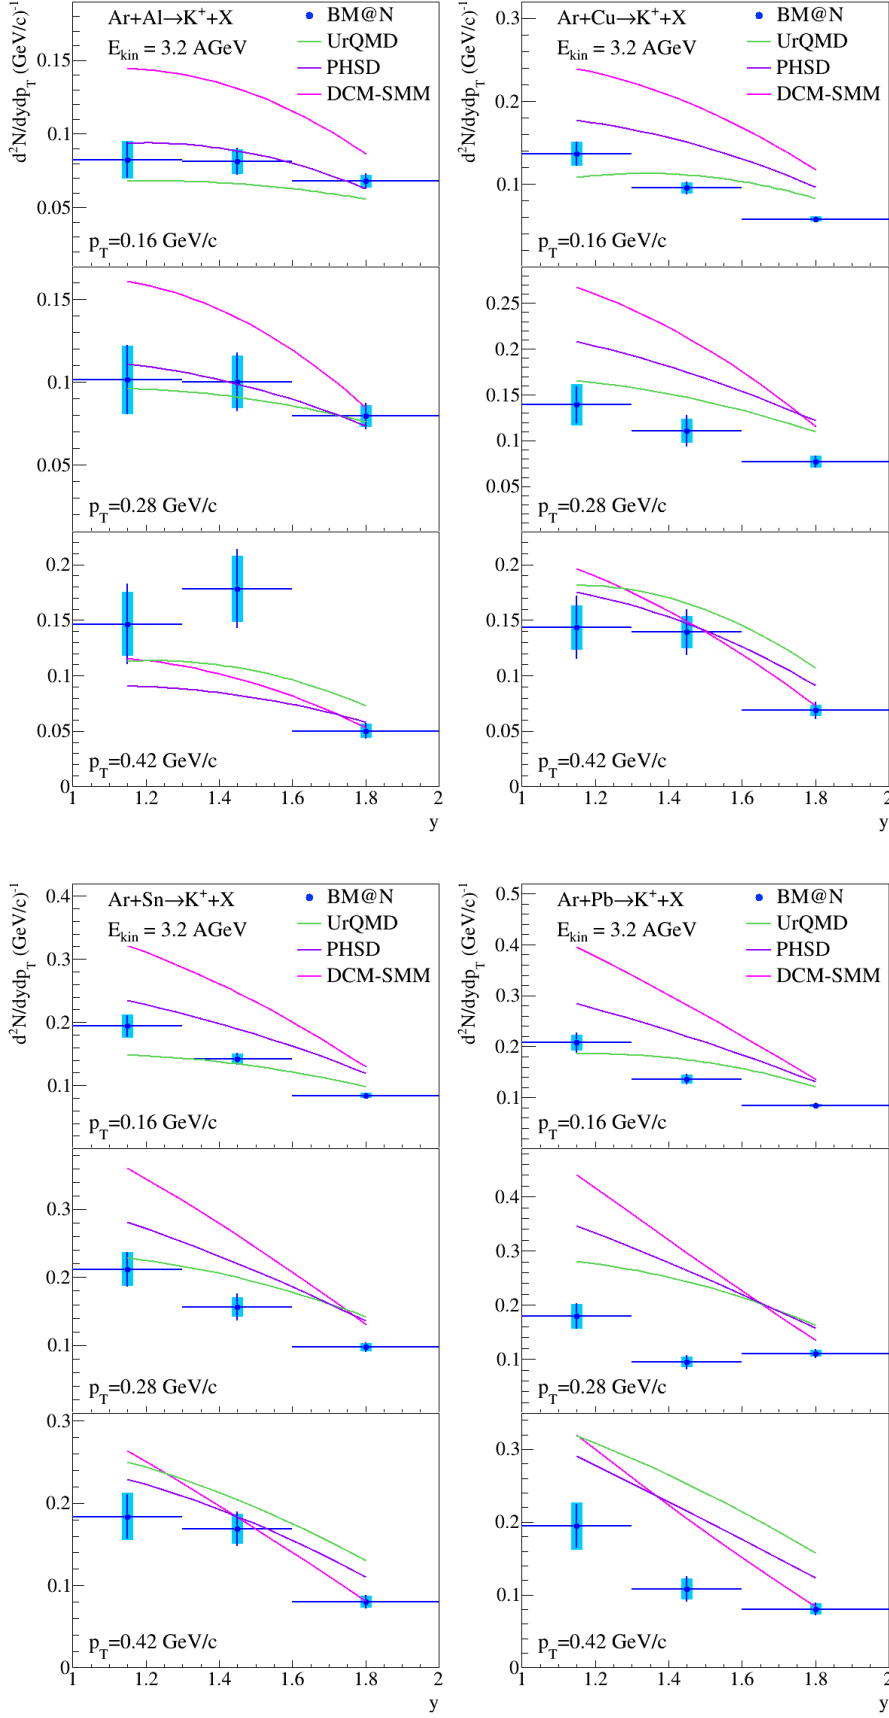 Ar+Al→K⁺+X
E_kin = 3.2 AGeV
BM@N
UrQMD
PHSD
DCM-SMM
d²N/dydp_T (GeV/c)⁻¹
0.15
0.1
0.05
p_T=0.16 GeV/c
0.15
0.1
0.05
p_T=0.28 GeV/c
0.2
0.15
0.1
0.05
0
p_T=0.42 GeV/c
1 1.2 1.4 1.6 1.8 2
y
Ar+Cu→K⁺+X
E_kin = 3.2 AGeV
BM@N
UrQMD
PHSD
DCM-SMM
d²N/dydp_T (GeV/c)⁻¹
0.3
0.2
0.1
p_T=0.16 GeV/c
0.25
0.2
0.15
0.1
0.05
p_T=0.28 GeV/c
0.2
0.15
0.1
0.05
0
p_T=0.42 GeV/c
1 1.2 1.4 1.6 1.8 2
y
Ar+Sn→K⁺+X
E_kin = 3.2 AGeV
BM@N
UrQMD
PHSD
DCM-SMM
d²N/dydp_T (GeV/c)⁻¹
0.4
0.3
0.2
0.1
p_T=0.16 GeV/c
0.3
0.2
0.1
p_T=0.28 GeV/c
0.3
0.2
0.1
0
p_T=0.42 GeV/c
1 1.2 1.4 1.6 1.8 2
y
Ar+Pb→K⁺+X
E_kin = 3.2 AGeV
BM@N
UrQMD
PHSD
DCM-SMM
d²N/dydp_T (GeV/c)⁻¹
0.5
0.4
0.3
0.2
0.1
p_T=0.16 GeV/c
0.4
0.3
0.2
0.1
p_T=0.28 GeV/c
0.3
0.2
0.1
0
p_T=0.42 GeV/c
1 1.2 1.4 1.6 1.8 2
y